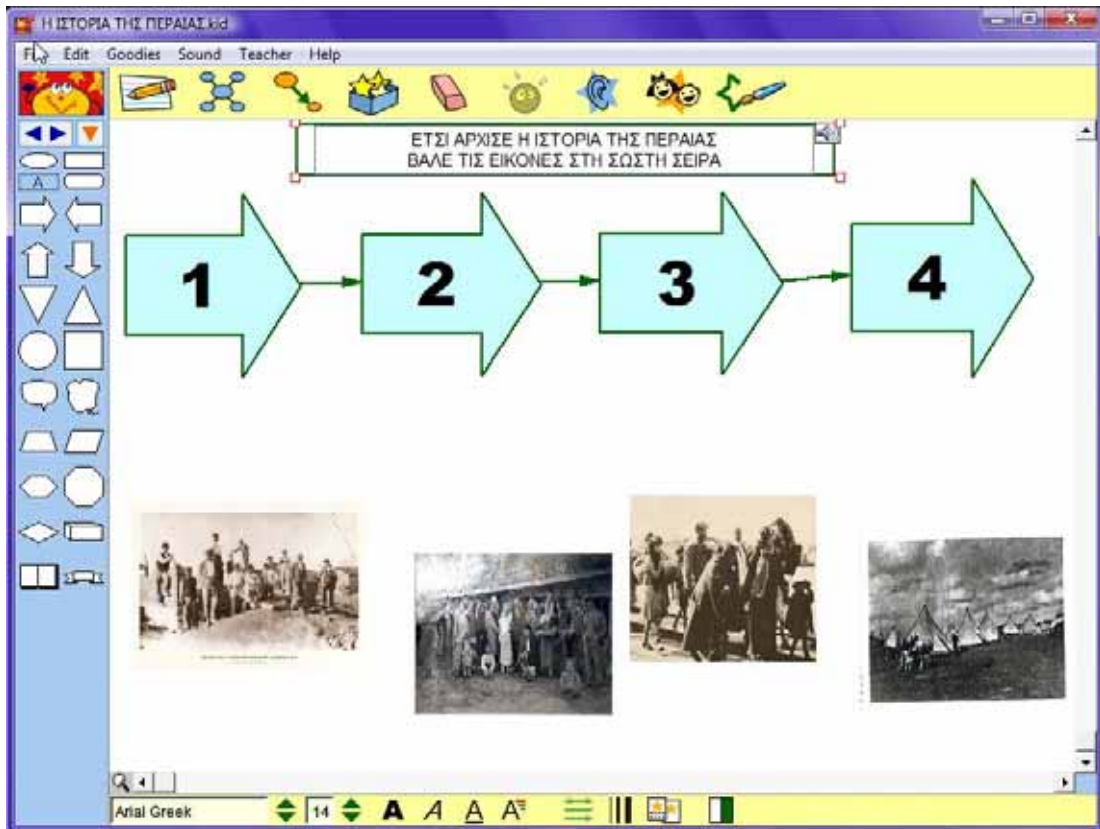 Η ΙΣΤΟΡΙΑ ΤΗΣ ΠΕΡΑΙΑΣ.kid
File Edit Goodies Sound Teacher Help
ΕΤΣΙ ΑΡΧΙΣΕ Η ΙΣΤΟΡΙΑ ΤΗΣ ΠΕΡΑΙΑΣ
ΒΑΛΕ ΤΙΣ ΕΙΚΟΝΕΣ ΣΤΗ ΣΩΣΤΗ ΣΕΙΡΑ
A
1 2 3 4
Arial Greek 14 A A A A